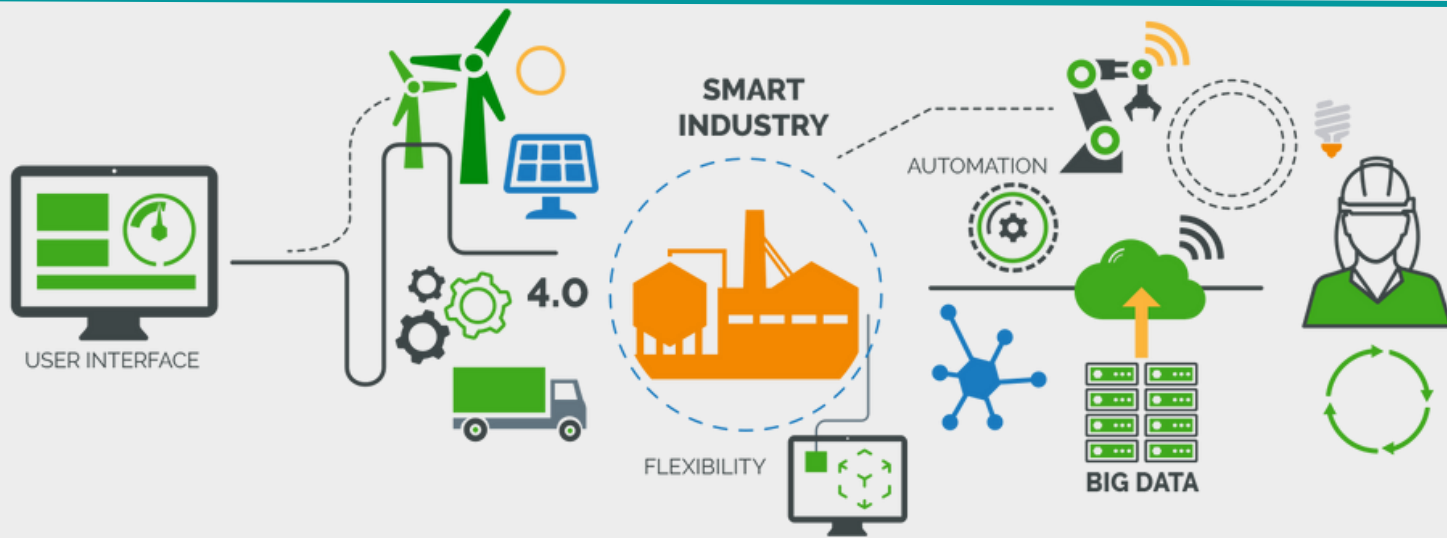 SMART
INDUSTRY
AUTOMATION
4.0
USER INTERFACE
FLEXIBILITY
BIG DATA